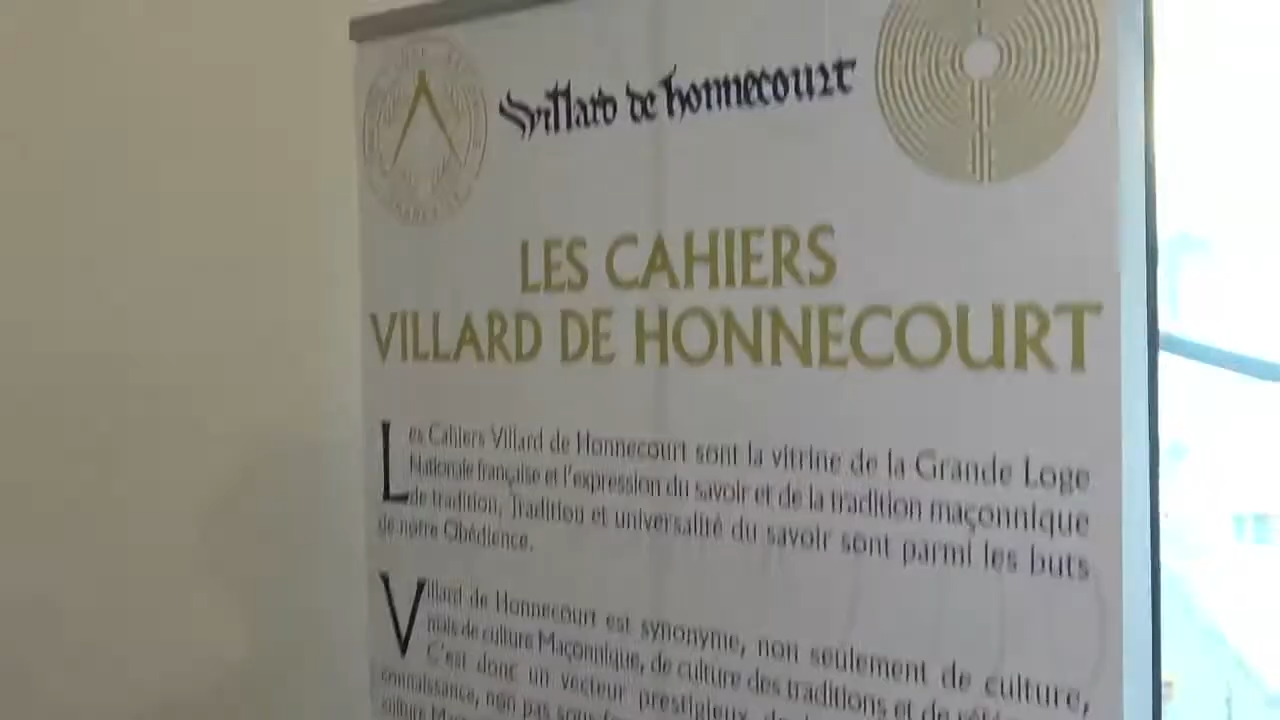 Villard de honnecourt
LES CAHIERS
VILLARD DE HONNECOURT
Les Cahiers Villard de Honnecourt sont la vitrine de la Grande Loge
Nationale française et l'expression du savoir et de la tradition maçonnique
de tradition. Tradition et universalité du savoir sont parmi les buts
de notre Obédience.
Villard de Honnecourt est synonyme, non seulement de culture,
mais de culture Maçonnique, de culture des traditions et de
C'est donc un vecteur prestigieux, de
connaissance, non pas
culture